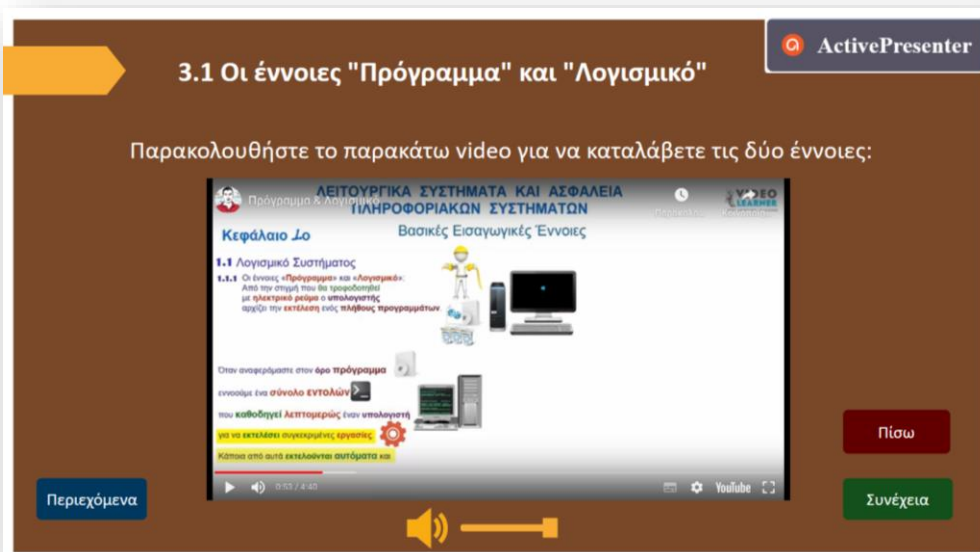 ActivePresenter
3.1 Οι έννοιες "Πρόγραμμα" και "Λογισμικό"
Παρακολουθήστε το παρακάτω video για να καταλάβετε τις δύο έννοιες:
ΛΕΙΤΟΥΡΓΙΚΑ ΣΥΣΤΗΜΑΤΑ ΚΑΙ ΑΣΦΑΛΕΙΑ
Πρόγραμμα & Λογισμικό
ΠΛΗΡΟΦΟΡΙΑΚΩΝ ΣΥΣΤΗΜΑΤΩΝ
VIDEO
LEARNER
Κεφάλαιο 1ο
Βασικές Εισαγωγικές Έννοιες
1.1 Λογισμικό Συστήματος
1.1.1 Οι έννοιες «Πρόγραμμα» και «Λογισμικό»:
Από την στιγμή που θα τροφοδοτηθεί
με ηλεκτρικό ρεύμα ο υπολογιστής
αρχίζει την εκτέλεση ενός πλήθους προγραμμάτων.
Όταν αναφερόμαστε στον όρο πρόγραμμα
εννοούμε ένα σύνολο εντολών
που καθοδηγεί λεπτομερώς έναν υπολογιστή
για να εκτελέσει συγκεκριμένες εργασίες.
Κάποια από αυτά εκτελούνται αυτόματα και
0:53 / 4:40
YouTube
Πίσω
Περιεχόμενα
Συνέχεια